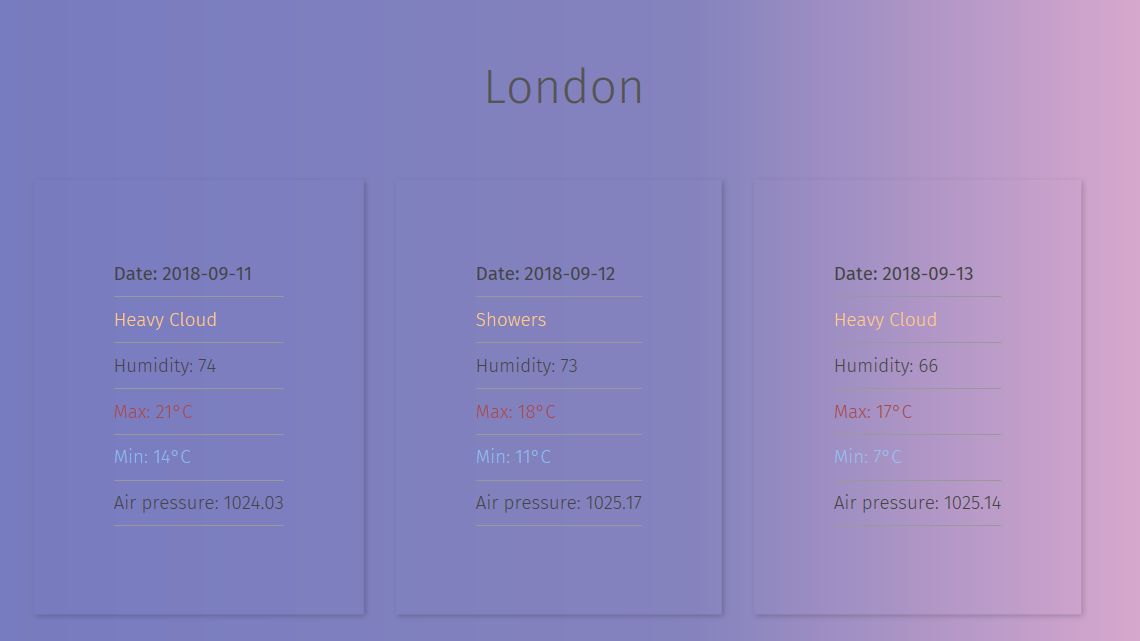 London
Date: 2018-09-11
Heavy Cloud
Humidity: 74
Max: 21°C
Min: 14°C
Air pressure: 1024.03
Date: 2018-09-12
Showers
Humidity: 73
Max: 18°C
Min: 11°C
Air pressure: 1025.17
Date: 2018-09-13
Heavy Cloud
Humidity: 66
Max: 17°C
Min: 7°C
Air pressure: 1025.14